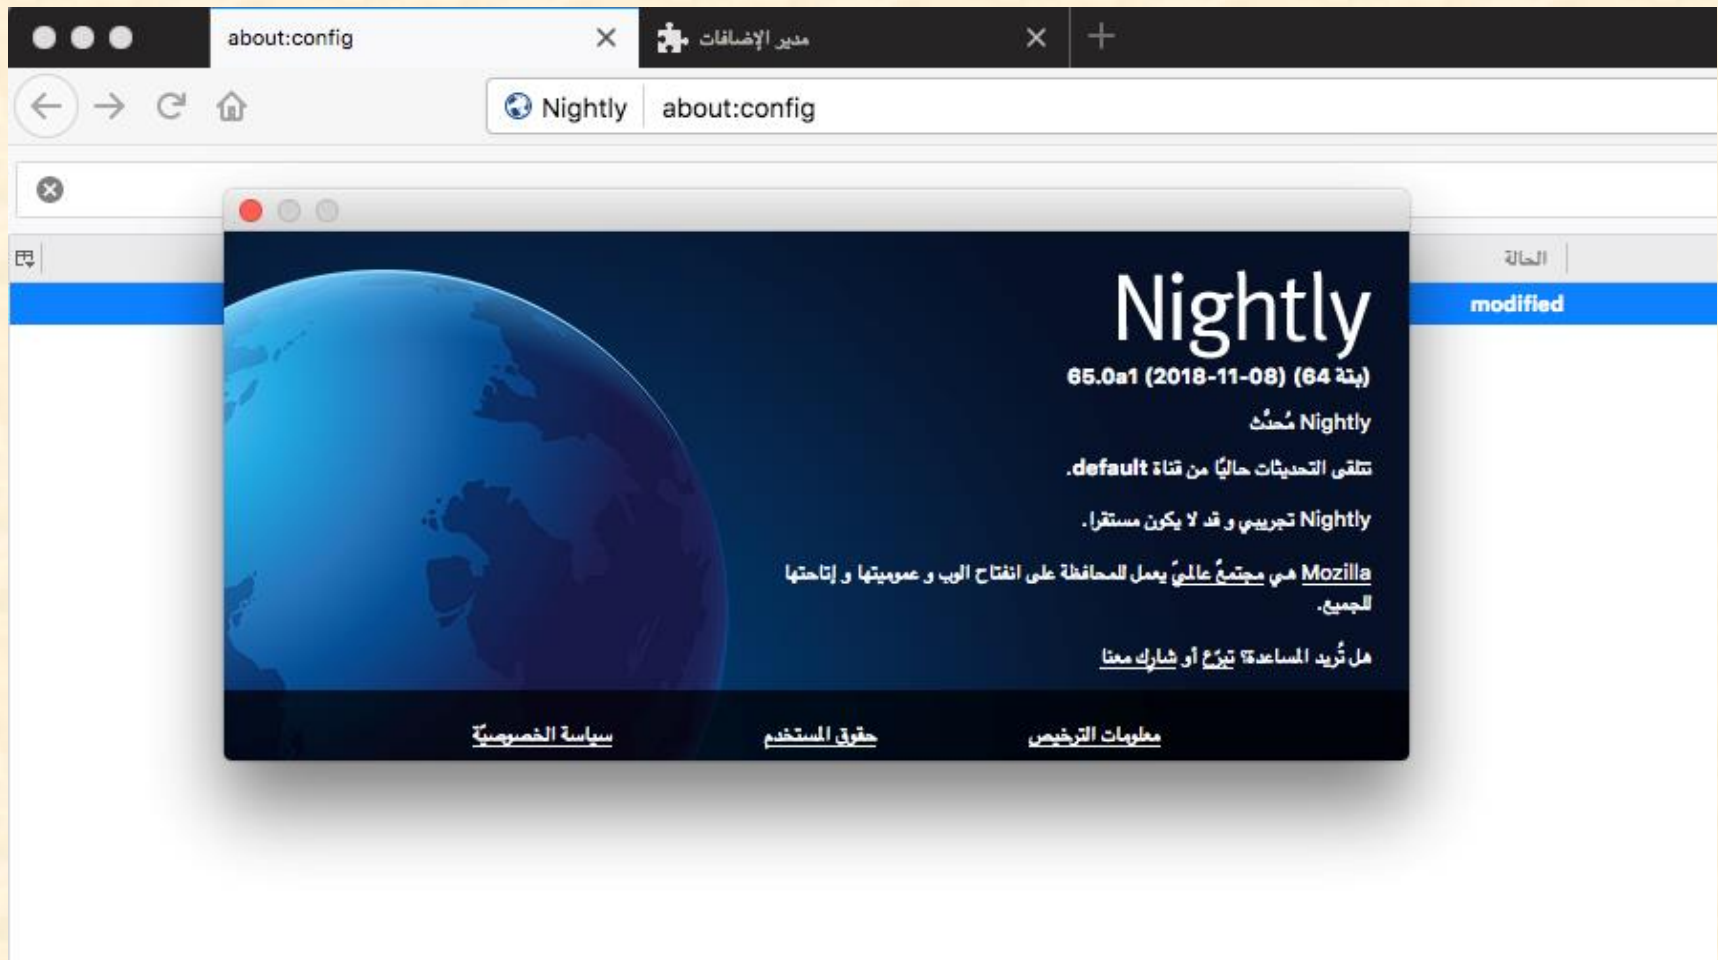 about:config
مدير الإضافات
Nightly
about:config
الحالة
modified
Nightly
65.0a1 (2018-11-08) (64 بتة)
Nightly مُحدَّث
تتلقى التحديثات حاليًا من قناة default.
Nightly تجريبي و قد لا يكون مستقرا.
Mozilla هي مجتمعٌ عالميٌ يعمل للمحافظة على انفتاح الوب و عموميتها و إتاحتها
للجميع.
هل تُريد المساعدة؟ تبرّع أو شارِك معنا
معلومات الترخيص
حقوق المستخدم
سياسة الخصوصيّة